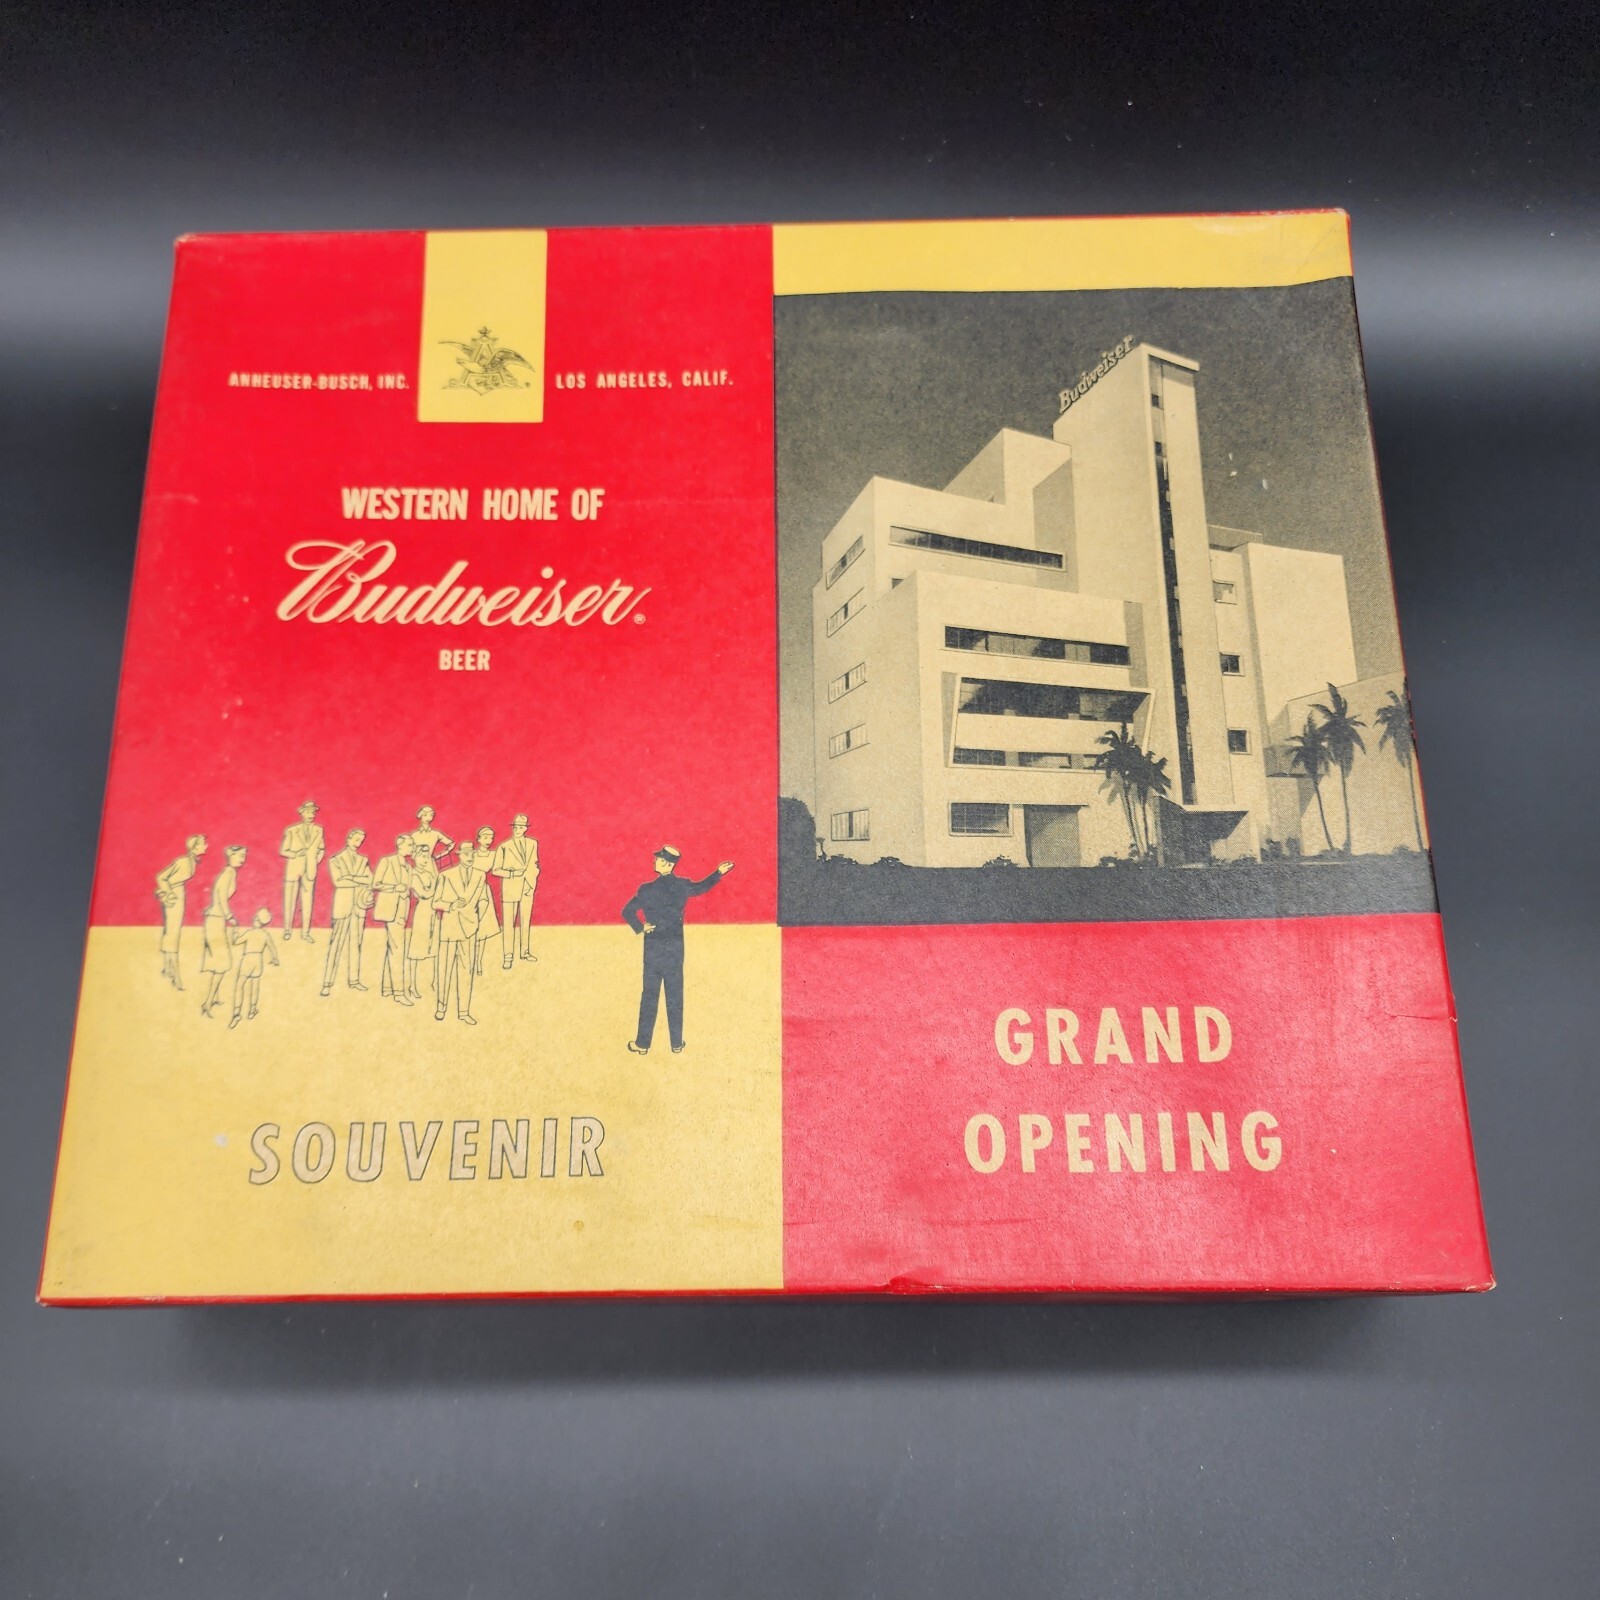 ANHEUSER-BUSCH, INC. LOS ANGELES, CALIF.
WESTERN HOME OF
Budweiser®
BEER
SOUVENIR
Budweiser
GRAND
OPENING